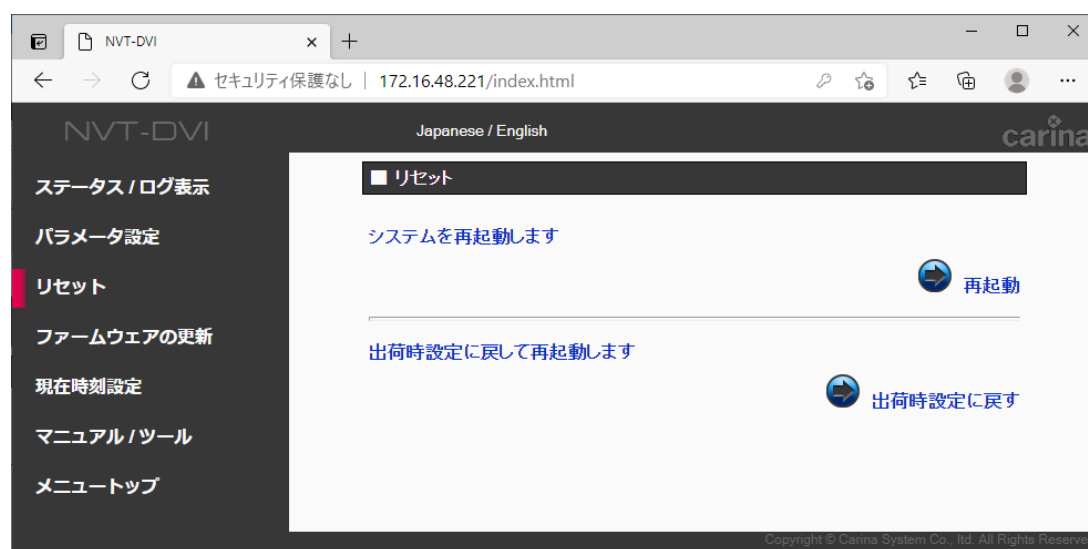 NVT-DVI
セキュリティ保護なし | 172.16.48.221/index.html
NVT-DVI
Japanese / English
carina
ステータス / ログ表示
パラメータ設定
リセット
ファームウェアの更新
現在時刻設定
マニュアル / ツール
メニュートップ
■ リセット
システムを再起動します
再起動
出荷時設定に戻して再起動します
出荷時設定に戻す
Copyright © Carina System Co., ltd. All Rights Reserve